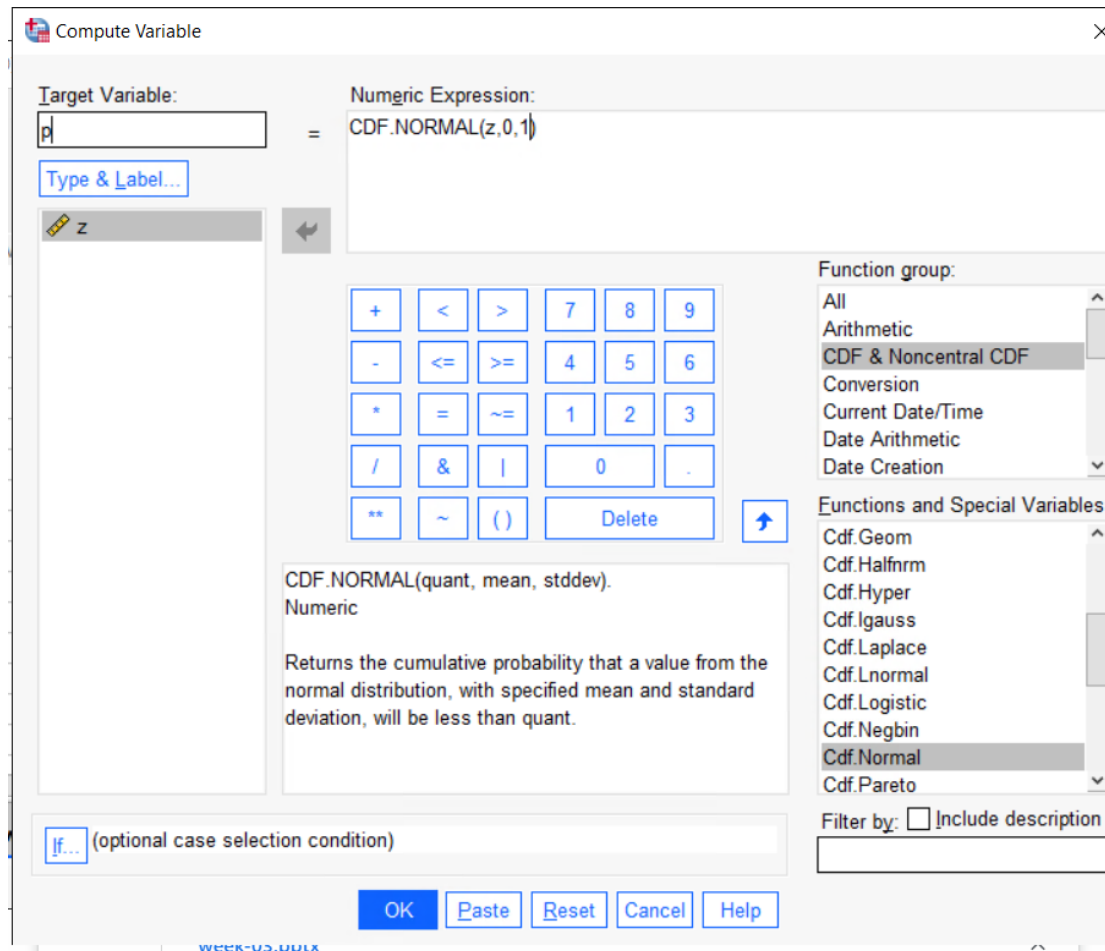 Compute Variable
Target Variable:
Numeric Expression:
p
=
CDF.NORMAL(z,0,1)
Type & Label...
z
Function group:
All
Arithmetic
CDF & Noncentral CDF
Conversion
Current Date/Time
Date Arithmetic
Date Creation
+ < > 7 8 9
- <= >= 4 5 6
* = ~= 1 2 3
/ & | 0 .
** ~ ( ) Delete
Functions and Special Variables
Cdf.Geom
Cdf.Halfnrm
Cdf.Hyper
Cdf.Igauss
Cdf.Laplace
Cdf.Lnormal
Cdf.Logistic
Cdf.Negbin
Cdf.Normal
Cdf.Pareto
CDF.NORMAL(quant, mean, stddev).
Numeric
Returns the cumulative probability that a value from the
normal distribution, with specified mean and standard
deviation, will be less than quant.
If... (optional case selection condition)
Filter by: Include description
OK Paste Reset Cancel Help
week-03.pptx